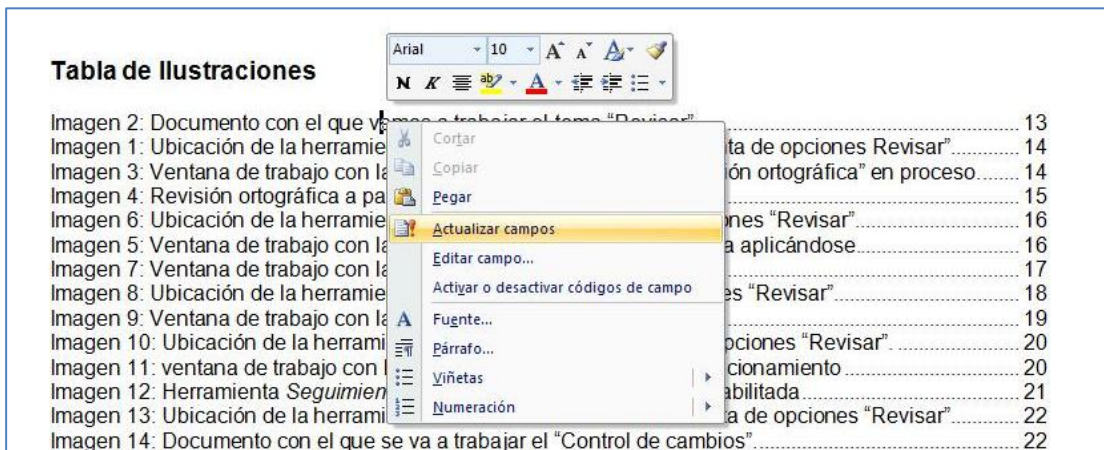 Arial 10 A A A
Tabla de Ilustraciones
N K A
Imagen 2: Documento con el que vamos a trabajar el tema “Revisar” 13
Imagen 1: Ubicación de la herramie ta de opciones Revisar” 14
Cortar
Imagen 3: Ventana de trabajo con la ión ortográfica” en proceso 14
Copiar
Imagen 4: Revisión ortográfica a pa 15
Pegar
Imagen 6: Ubicación de la herramie ones “Revisar” 16
Actualizar campos
Imagen 5: Ventana de trabajo con la a aplicándose 16
Editar campo...
Imagen 7: Ventana de trabajo con la 17
Activar o desactivar códigos de campo
Imagen 8: Ubicación de la herramie es “Revisar” 18
Imagen 9: Ventana de trabajo con la 19
Fuente...
Imagen 10: Ubicación de la herrami pciones “Revisar”. 20
Párrafo...
Imagen 11: ventana de trabajo con l cionamiento 20
Viñetas
Imagen 12: Herramienta Seguimien abilitada 21
Numeración
Imagen 13: Ubicación de la herrami ta de opciones “Revisar” 22
Imagen 14: Documento con el que se va a trabajar el “Control de cambios” 22